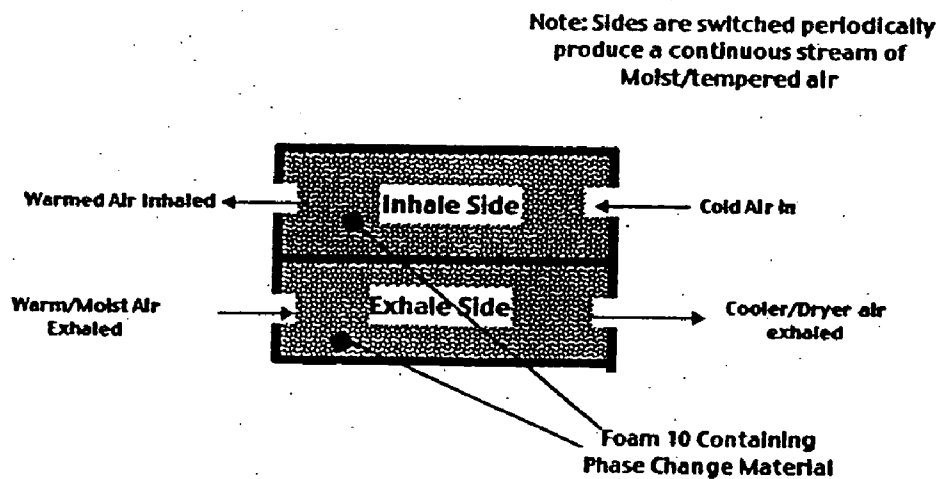 Note: Sides are switched periodically
produce a continuous stream of
Moist/tempered air
Warmed Air Inhaled
Inhale Side
Cold Air in
Warm/Moist Air
Exhaled
Exhale Side
Cooler/Dryer air
exhaled
Foam 10 Containing
Phase Change Material